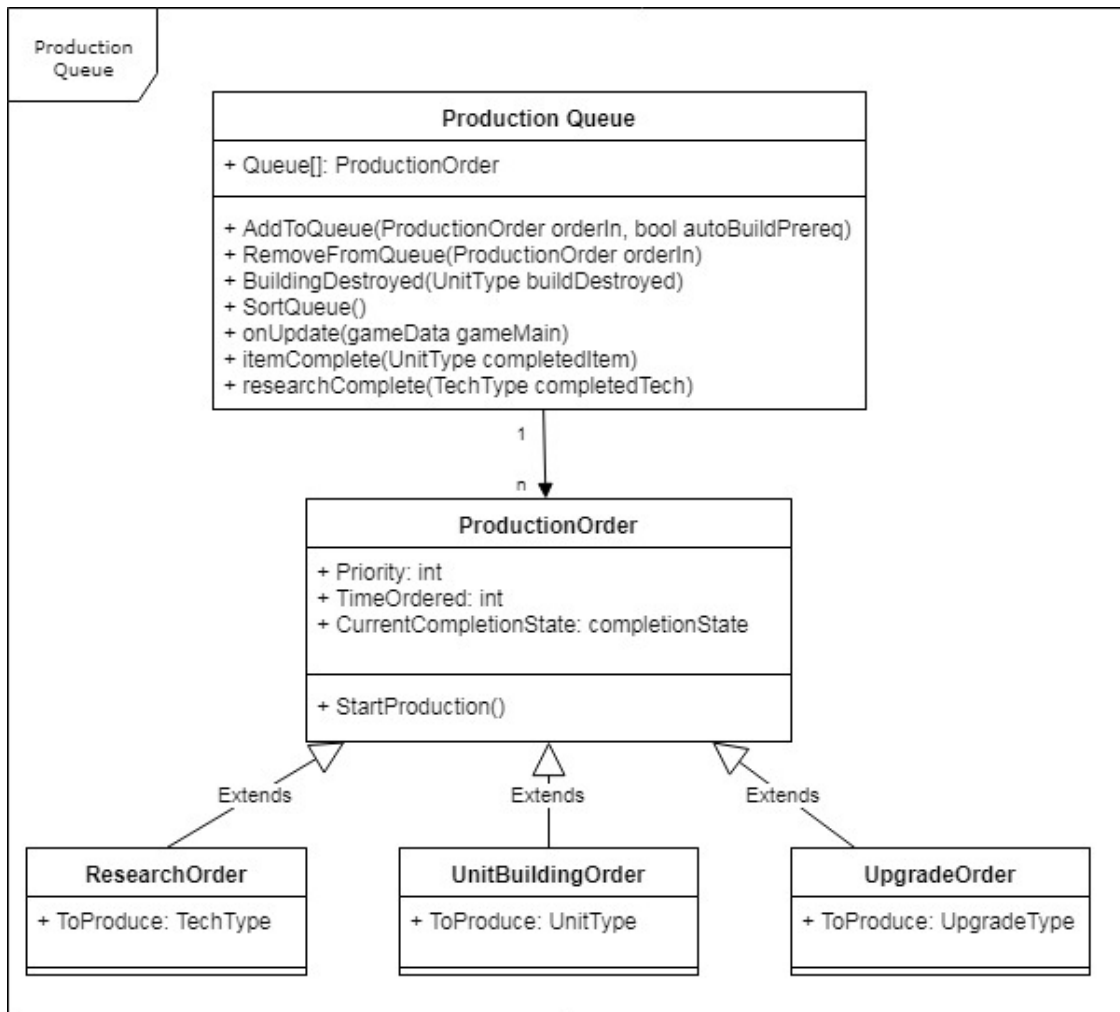 Production
Queue
Production Queue
+ Queue[]: ProductionOrder
+ AddToQueue(ProductionOrder orderIn, bool autoBuildPrereq)
+ RemoveFromQueue(ProductionOrder orderIn)
+ BuildingDestroyed(UnitType buildDestroyed)
+ SortQueue()
+ onUpdate(gameData gameMain)
+ itemComplete(UnitType completedItem)
+ researchComplete(TechType completedTech)
1
n
ProductionOrder
+ Priority: int
+ TimeOrdered: int
+ CurrentCompletionState: completionState
+ StartProduction()
Extends
Extends
Extends
ResearchOrder
+ ToProduce: TechType
UnitBuildingOrder
+ ToProduce: UnitType
UpgradeOrder
+ ToProduce: UpgradeType